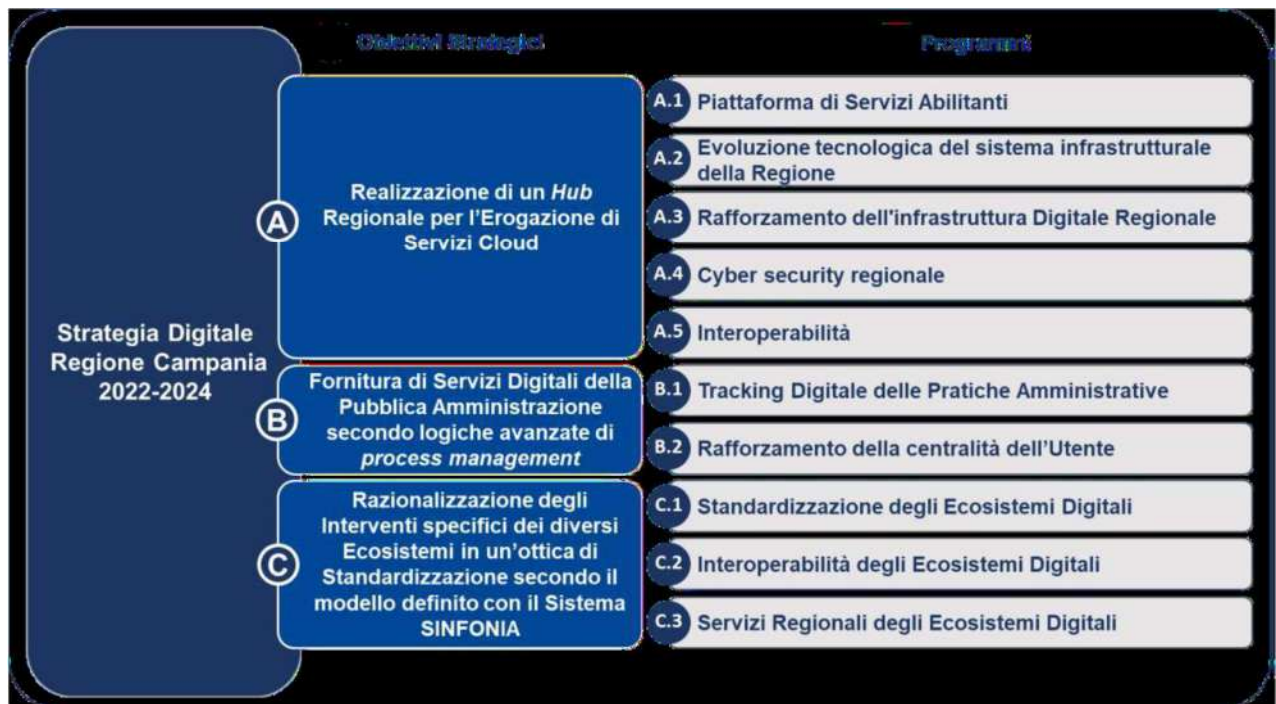 Obiettivi Strategici
Programmi
Strategia Digitale
Regione Campania
2022-2024
A
Realizzazione di un Hub
Regionale per l'Erogazione di
Servizi Cloud
A.1 Piattaforma di Servizi Abilitanti
A.2 Evoluzione tecnologica del sistema infrastrutturale
della Regione
A.3 Rafforzamento dell'infrastruttura Digitale Regionale
A.4 Cyber security regionale
A.5 Interoperabilità
B
Fornitura di Servizi Digitali della
Pubblica Amministrazione
secondo logiche avanzate di
process management
B.1 Tracking Digitale delle Pratiche Amministrative
B.2 Rafforzamento della centralità dell'Utente
C
Razionalizzazione degli
Interventi specifici dei diversi
Ecosistemi in un'ottica di
Standardizzazione secondo il
modello definito con il Sistema
SINFONIA
C.1 Standardizzazione degli Ecosistemi Digitali
C.2 Interoperabilità degli Ecosistemi Digitali
C.3 Servizi Regionali degli Ecosistemi Digitali